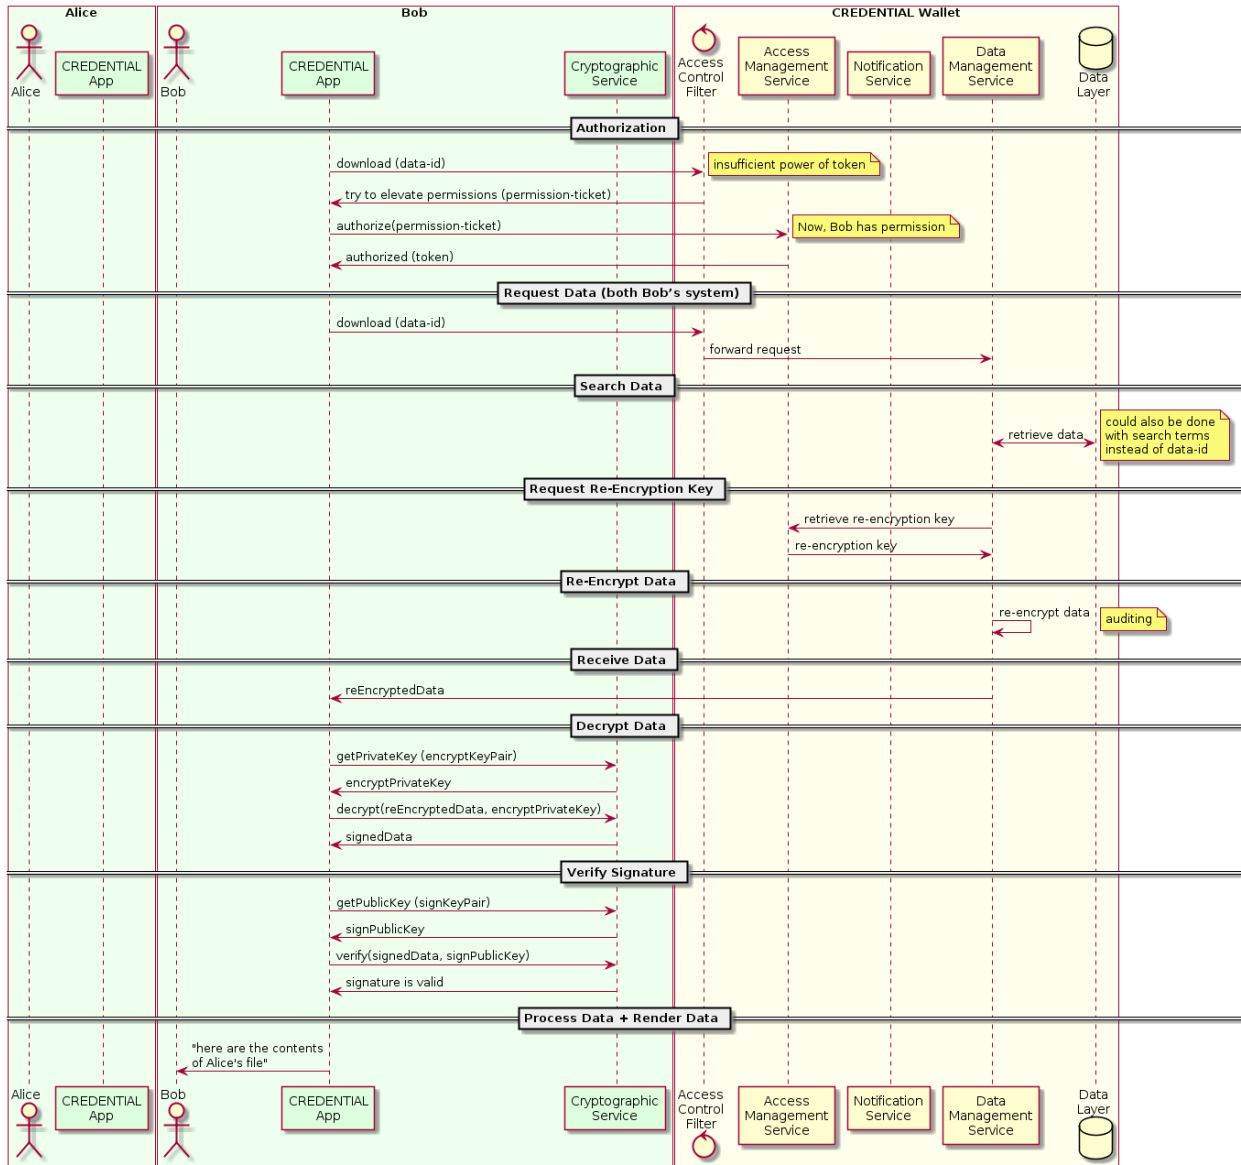 Alice
Bob
CREDENTIAL Wallet
Alice
CREDENTIAL
App
Bob
CREDENTIAL
App
Cryptographic
Service
Access
Control
Filter
Access
Management
Service
Notification
Service
Data
Management
Service
Data
Layer
Authorization
download (data-id)
insufficient power of token
try to elevate permissions (permission-ticket)
authorize(permission-ticket)
Now, Bob has permission
authorized (token)
Request Data (both Bob's system)
download (data-id)
forward request
Search Data
retrieve data
could also be done
with search terms
instead of data-id
Request Re-Encryption Key
retrieve re-encryption key
re-encryption key
Re-Encrypt Data
re-encrypt data
auditing
Receive Data
reEncryptedData
Decrypt Data
getPrivateKey (encryptKeyPair)
encryptPrivateKey
decrypt(reEncryptedData, encryptPrivateKey)
signedData
Verify Signature
getPublicKey (signKeyPair)
signPublicKey
verify(signedData, signPublicKey)
signature is valid
Process Data + Render Data
"here are the contents
of Alice's file"
Alice
CREDENTIAL
App
Bob
CREDENTIAL
App
Cryptographic
Service
Access
Control
Filter
Access
Management
Service
Notification
Service
Data
Management
Service
Data
Layer